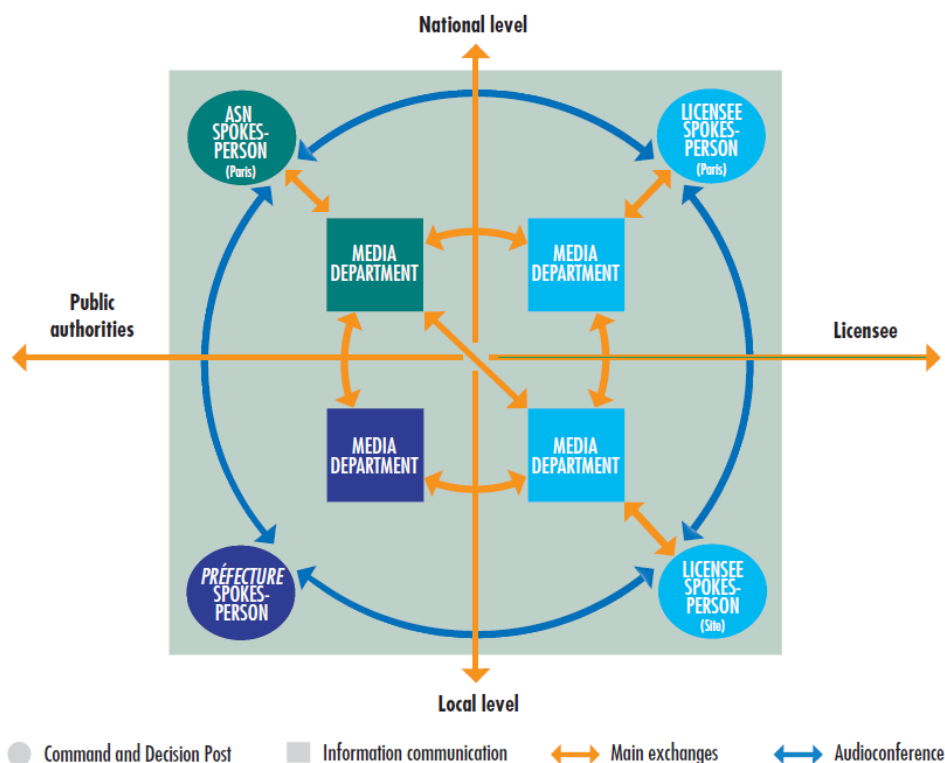 National level
ASN
SPOKES-
PERSON
(Paris)
LICENSEE
SPOKES-
PERSON
(Paris)
MEDIA
DEPARTMENT
MEDIA
DEPARTMENT
Public
authorities
Licensee
MEDIA
DEPARTMENT
MEDIA
DEPARTMENT
PRÉFECTURE
SPOKES-
PERSON
LICENSEE
SPOKES-
PERSON
(Site)
Local level
Command and Decision Post
Information communication
Main exchanges
Audioconference